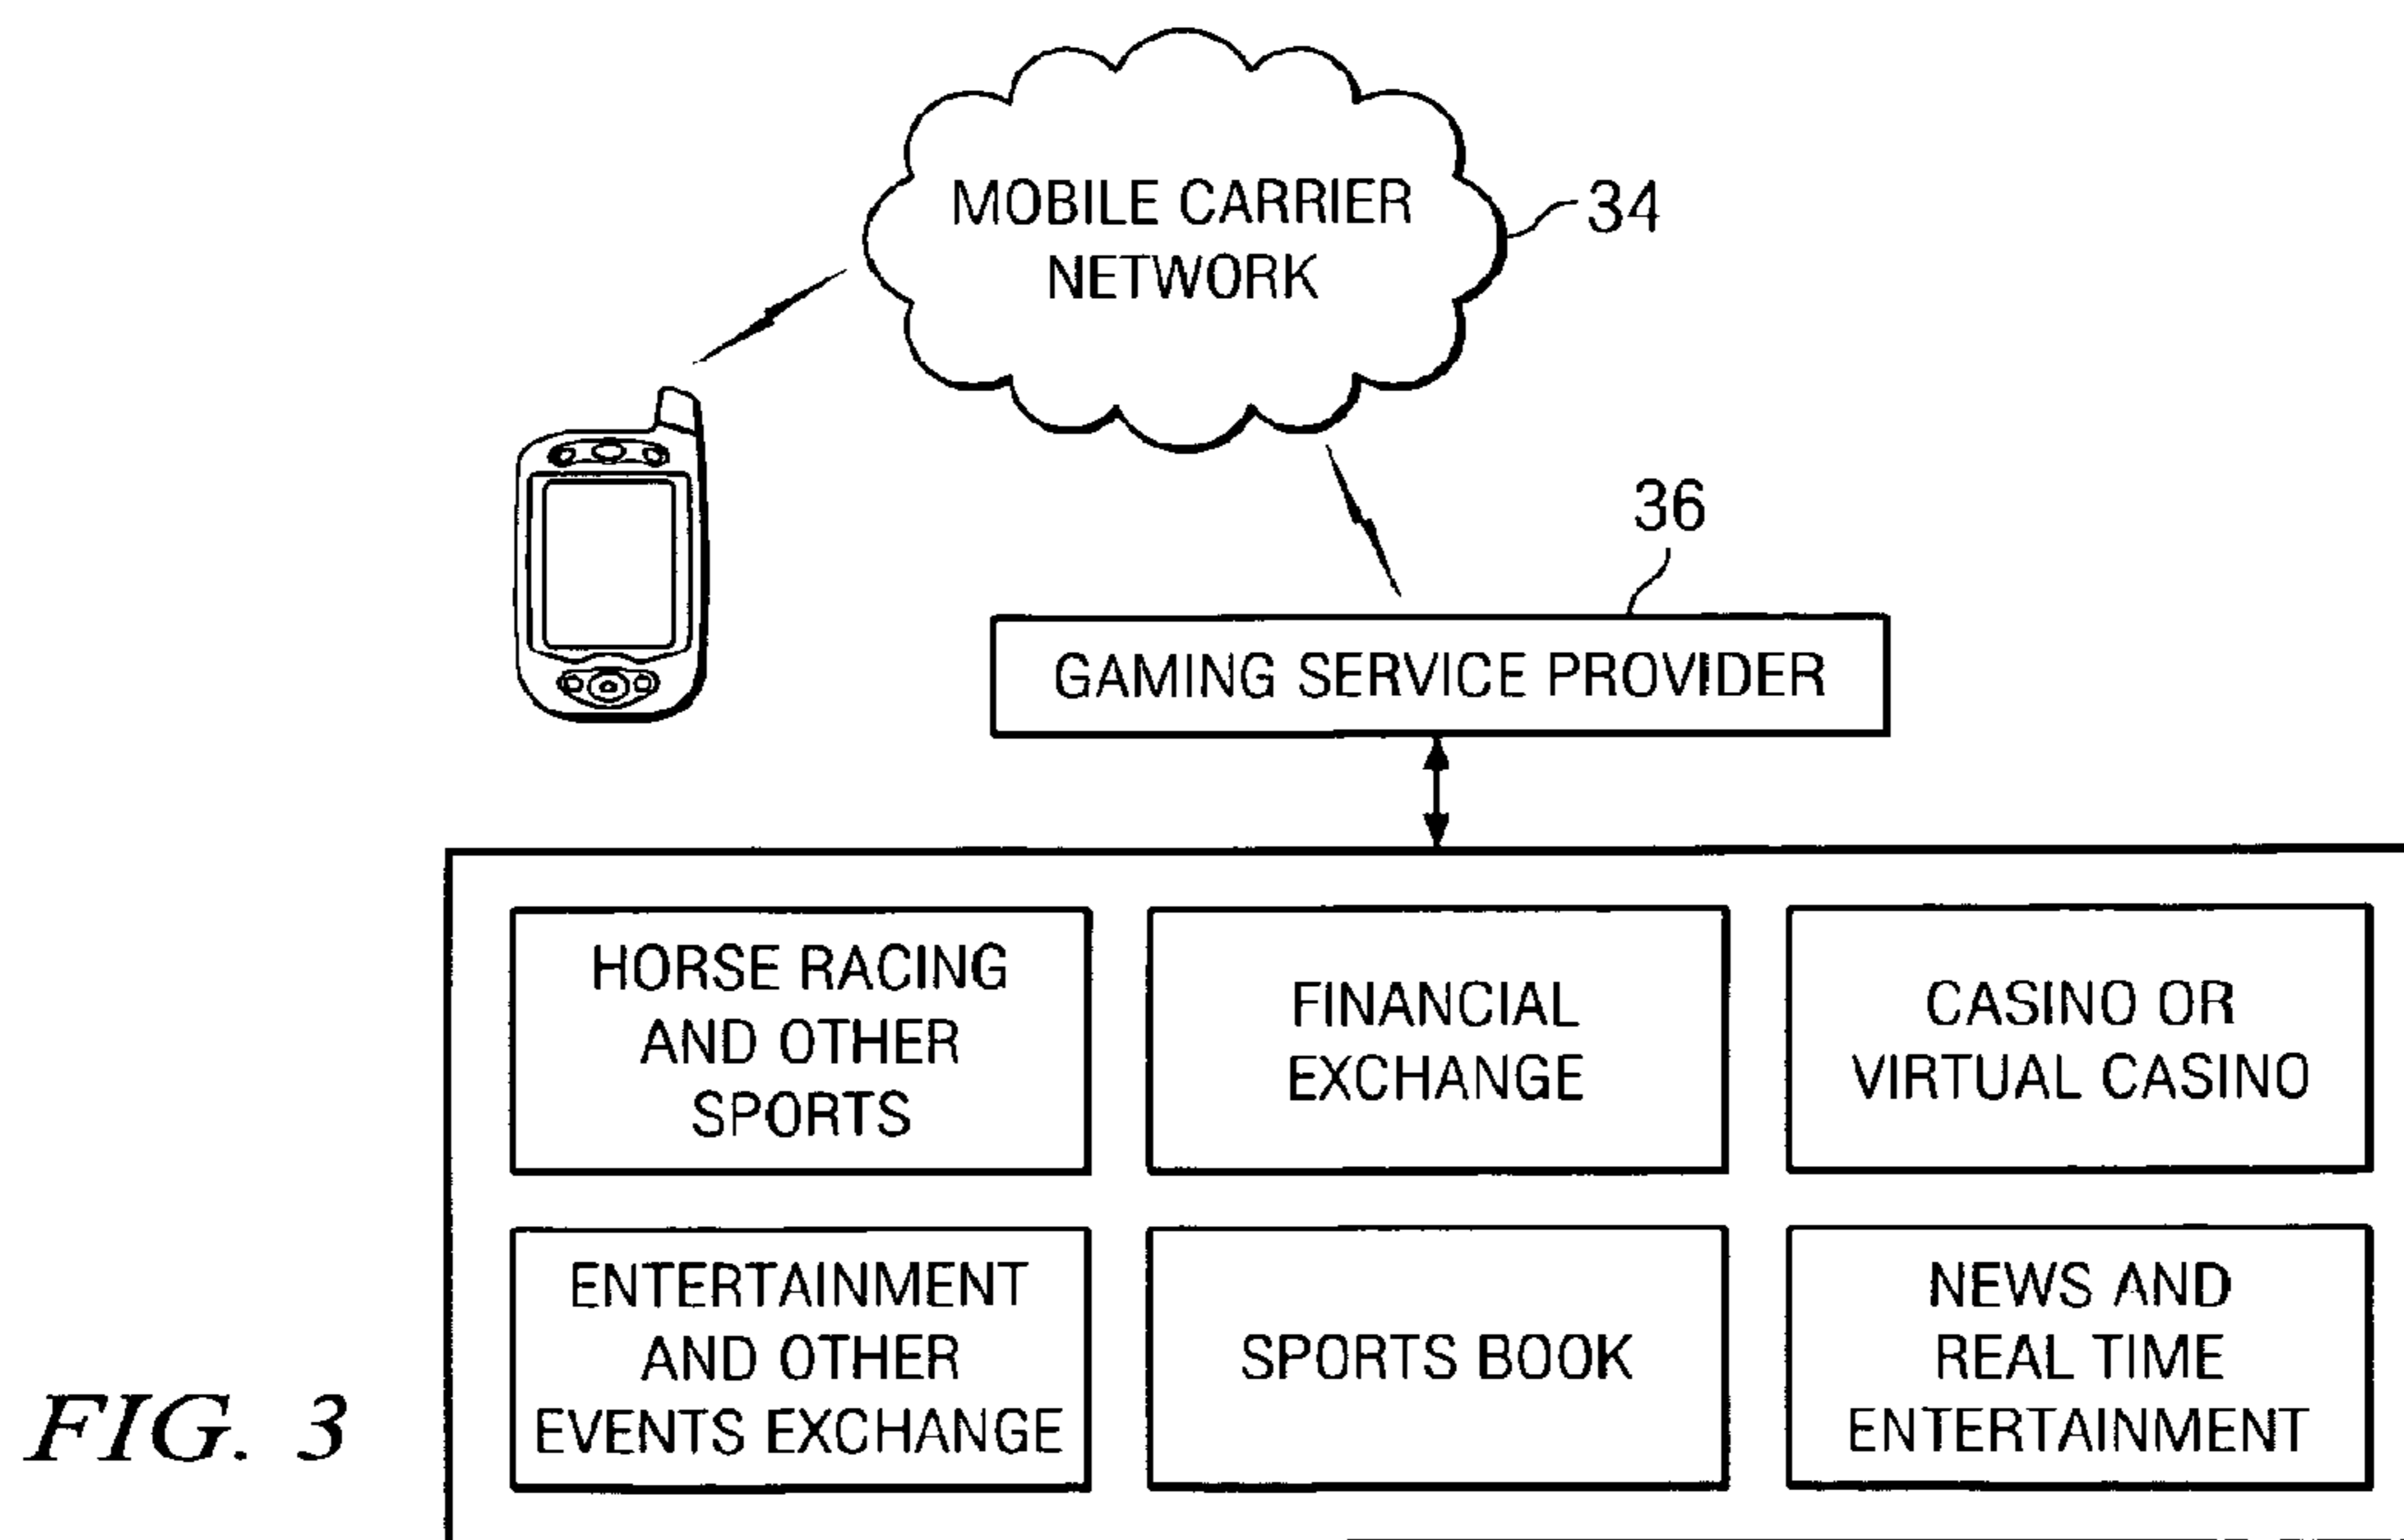 MOBILE CARRIER
NETWORK
34
36
GAMING SERVICE PROVIDER
HORSE RACING
AND OTHER
SPORTS
FINANCIAL
EXCHANGE
CASINO OR
VIRTUAL CASINO
ENTERTAINMENT
AND OTHER
EVENTS EXCHANGE
SPORTS BOOK
NEWS AND
REAL TIME
ENTERTAINMENT
FIG. 3